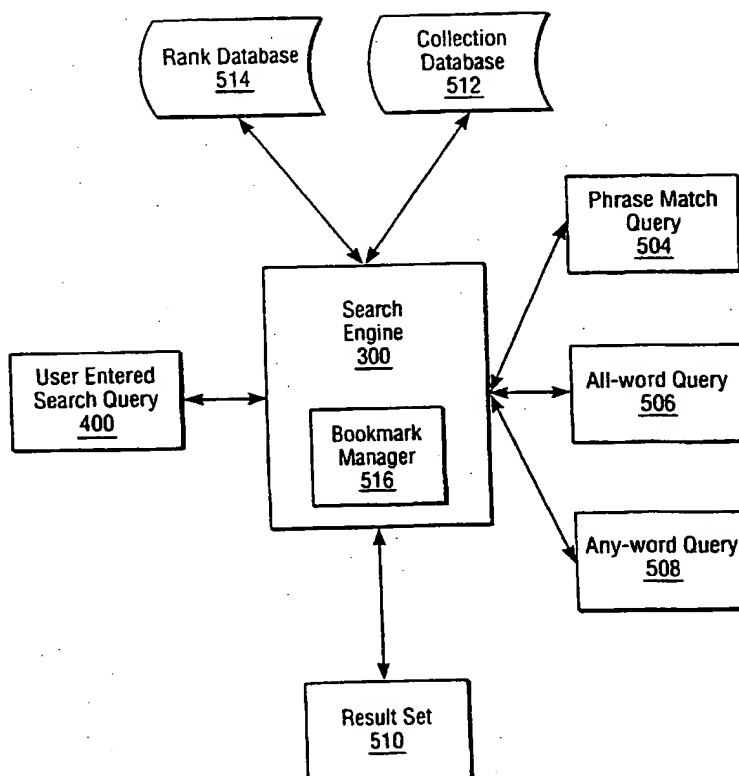 Rank Database
514
Collection
Database
512
Phrase Match
Query
504
Search
Engine
300
User Entered
Search Query
400
All-word Query
506
Bookmark
Manager
516
Any-word Query
508
Result Set
510